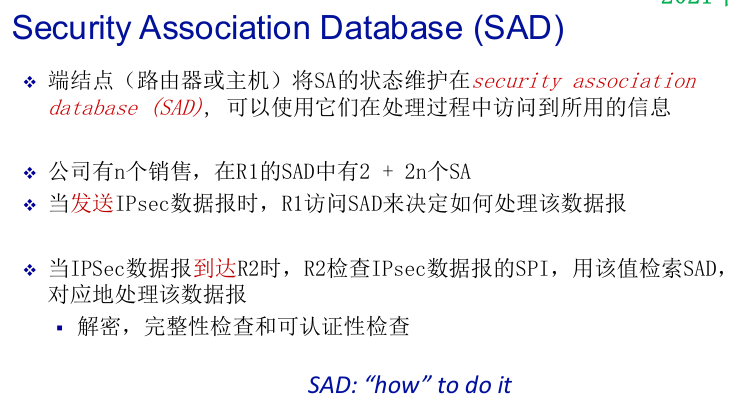 Security Association Database (SAD)
端结点（路由器或主机）将SA的状态维护在security association
database (SAD), 可以使用它们在处理过程中访问到所用的信息
公司有n个销售，在R1的SAD中有2 + 2n个SA
当发送IPsec数据报时，R1访问SAD来决定如何处理该数据报
当IPSec数据报到达R2时，R2检查IPsec数据报的SPI，用该值检索SAD，
对应地处理该数据报
解密，完整性检查和可认证性检查
SAD: “how” to do it